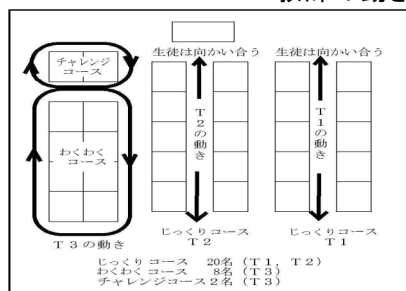 生徒は向かい合う 生徒は向かい合う
チャレンジ
コース
わくわく
コース
T2の動き
T1の動き
T3の動き
じっくりコース じっくりコース
T2 T1
じっくりコース 20名(T1,T2)
わくわくコース 8名(T3)
チャレンジコース2名(T3)